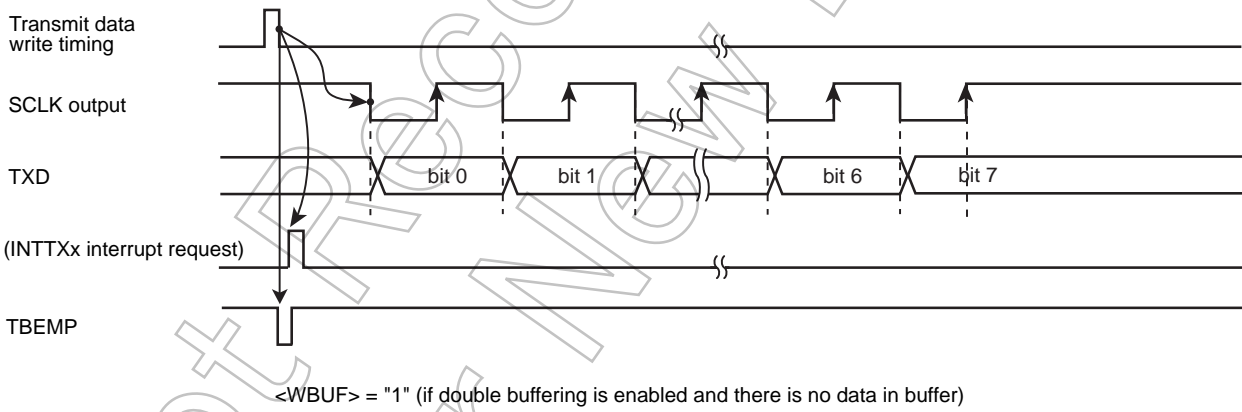 Transmit data
write timing
SCLK output
TXD
bit 0
bit 1
bit 6
bit 7
(INTTXx interrupt request)
TBEMP
<WBUF> = "1" (if double buffering is enabled and there is no data in buffer)